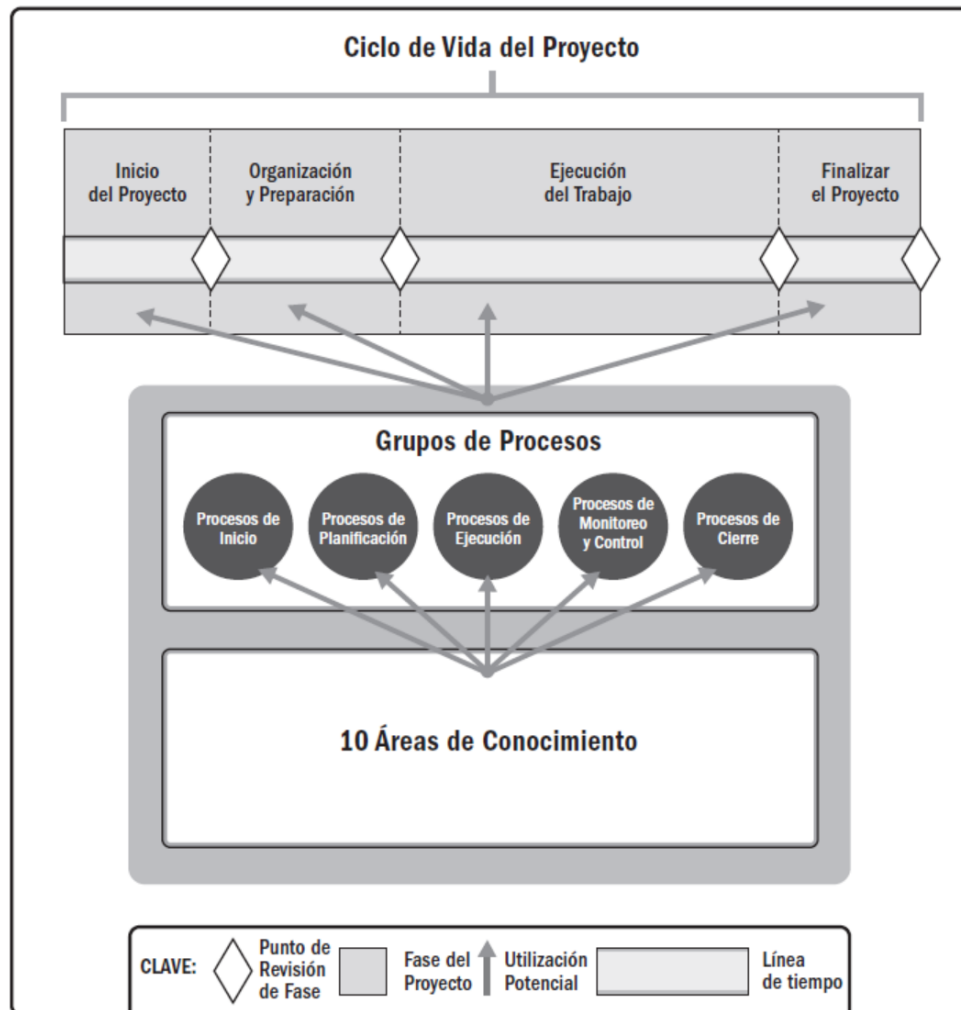 Ciclo de Vida del Proyecto
Inicio
del Proyecto
Organización
y Preparación
Ejecución
del Trabajo
Finalizar
el Proyecto
Grupos de Procesos
Procesos de
Inicio
Procesos de
Planificación
Procesos de
Ejecución
Procesos de
Monitoreo
y Control
Procesos de
Cierre
10 Áreas de Conocimiento
CLAVE:
Punto de
Revisión
de Fase
Fase del
Proyecto
Utilización
Potencial
Línea
de tiempo